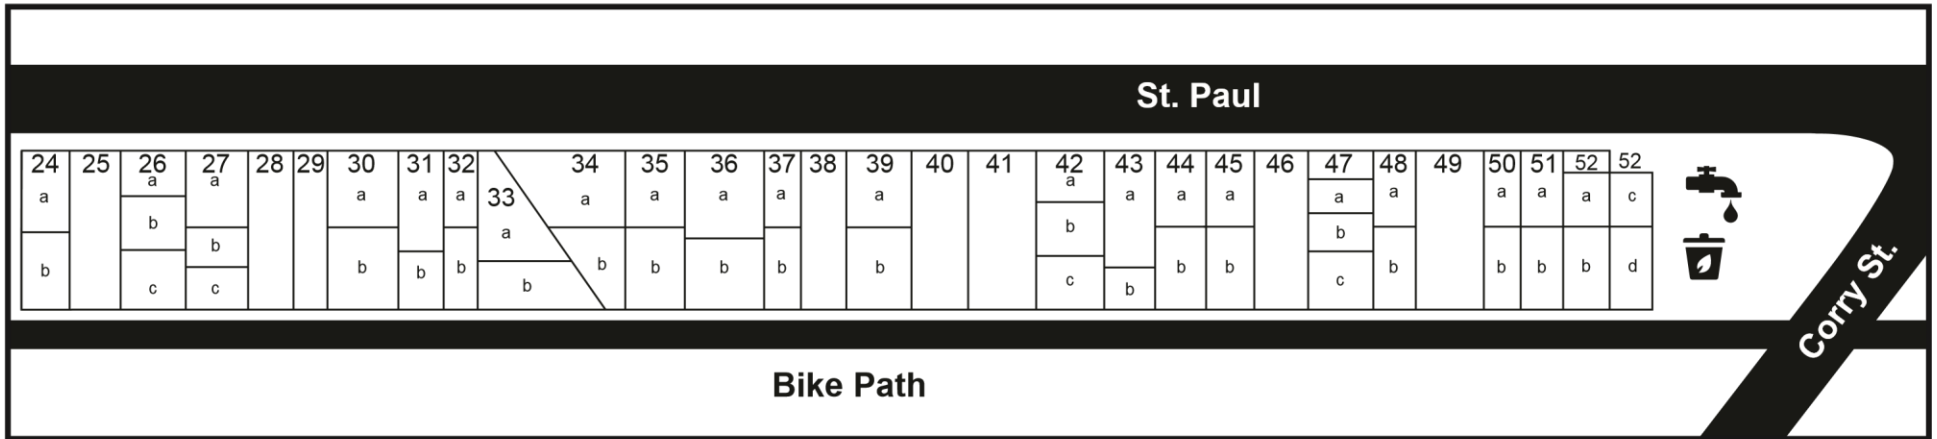 St. Paul
24 25 26 27 28 29 30 31 32 33 34 35 36 37 38 39 40 41 42 43 44 45 46 47 48 49 50 51 52 52
a a a a a a a a a a a a a a a a a a a a a c
b b b b b b b b b b b b b b b b b b b b b d
c c c c
Corry St.
Bike Path